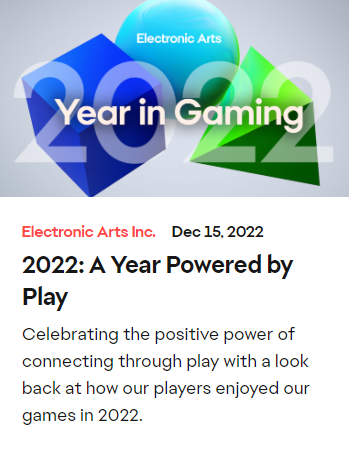 Electronic Arts
2022
Year in Gaming
Electronic Arts Inc. Dec 15, 2022
2022: A Year Powered by
Play
Celebrating the positive power of
connecting through play with a look
back at how our players enjoyed our
games in 2022.